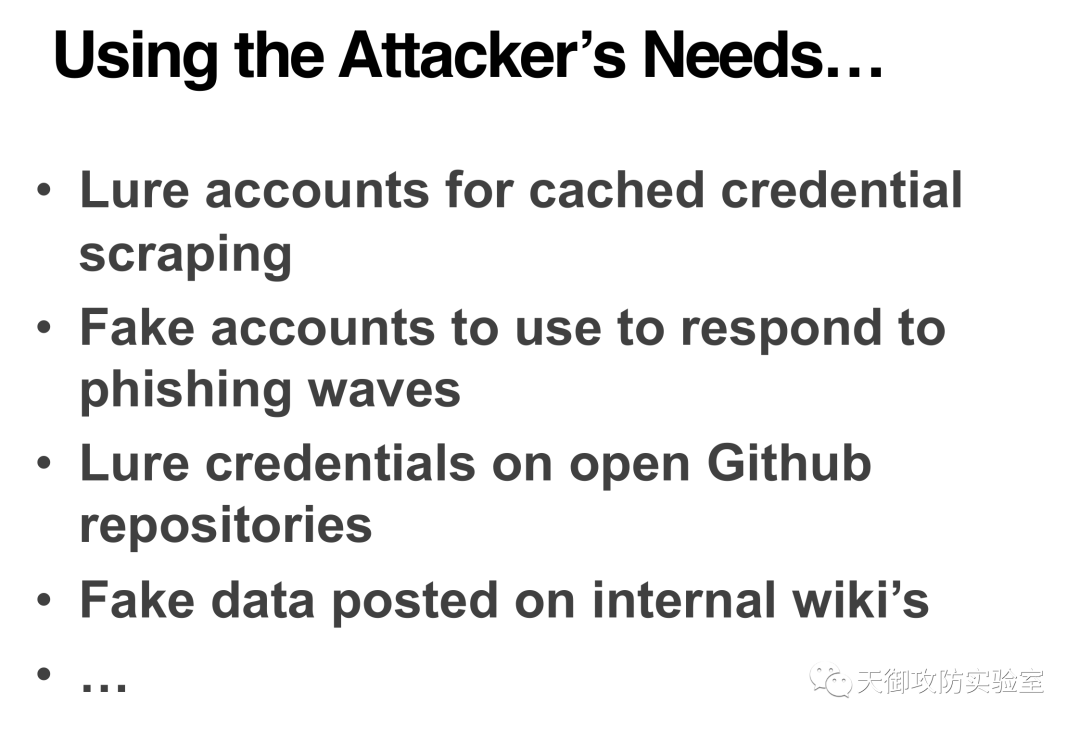 Using the Attacker’s Needs…
• Lure accounts for cached credential
scraping
• Fake accounts to use to respond to
phishing waves
• Lure credentials on open Github
repositories
• Fake data posted on internal wiki’s
• …
天御攻防实验室